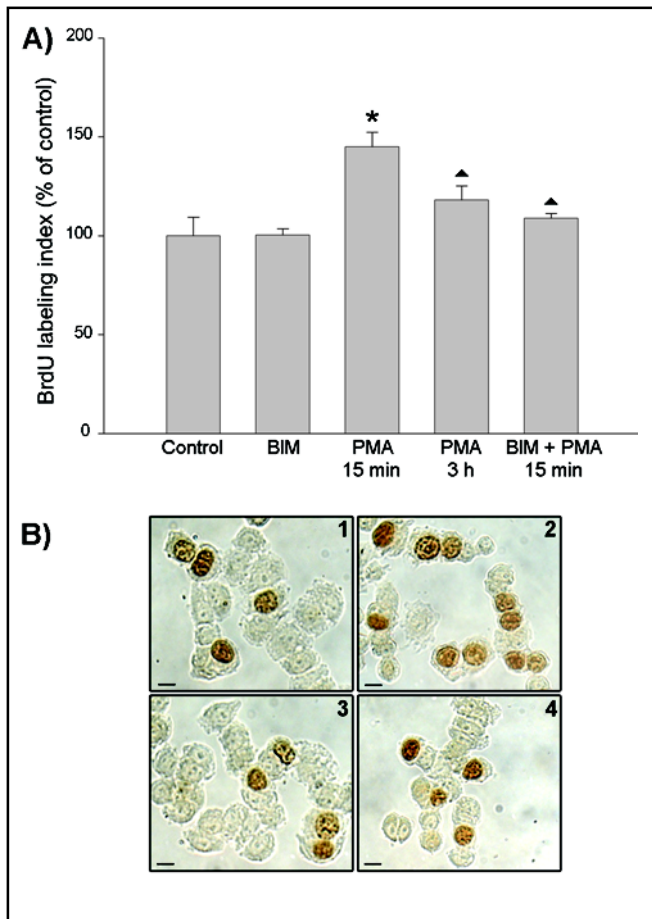 A)
BrdU labeling index (% of control)
200
150
100
50
0
*
Control BIM PMA 15 min PMA 3 h BIM + PMA 15 min
B)
1
2
3
4